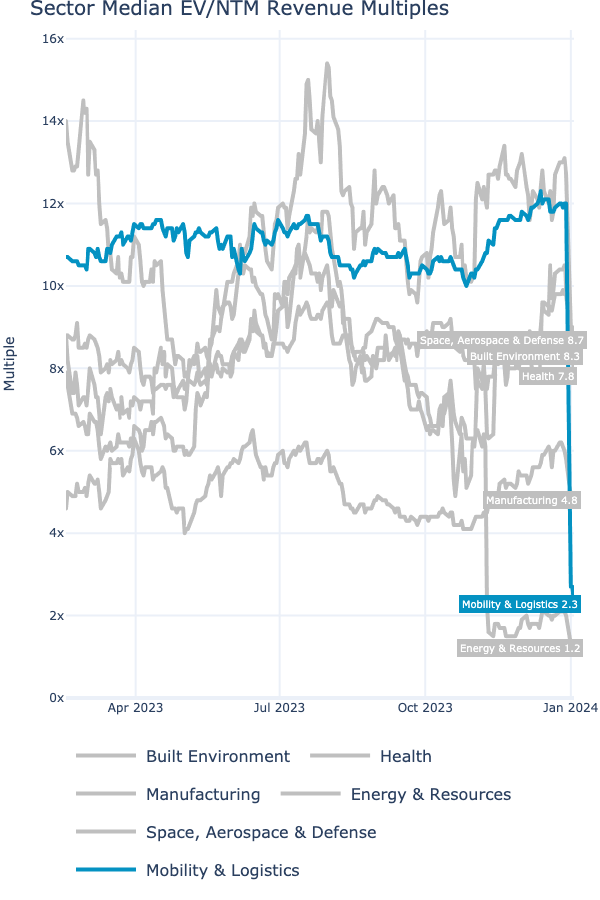 Sector Median EV/NTM Revenue Multiples
16x
14x
12x
10x
8x
6x
4x
2x
0x
Multiple
Space, Aerospace & Defense 8.7
Built Environment 8.3
Health 7.8
Manufacturing 4.8
Mobility & Logistics 2.3
Energy & Resources 1.2
Apr 2023 Jul 2023 Oct 2023 Jan 2024
Built Environment Health
Manufacturing Energy & Resources
Space, Aerospace & Defense
Mobility & Logistics